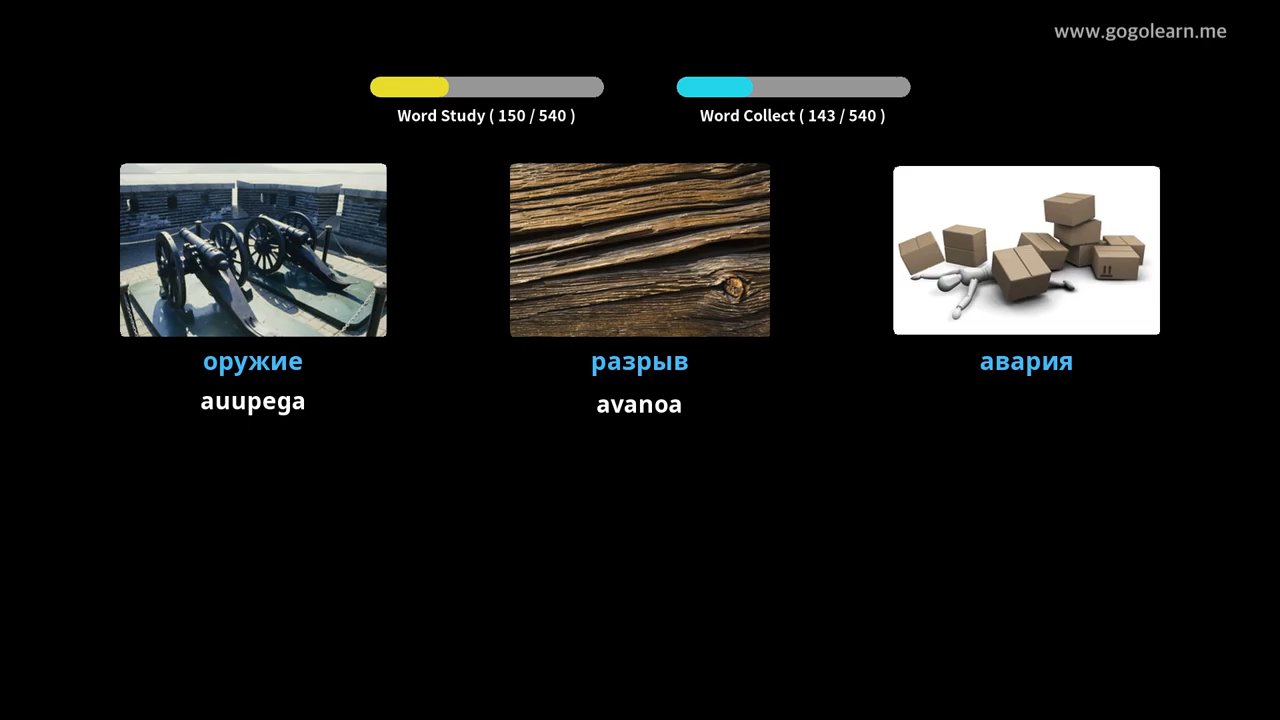 www.gogolearn.me
Word Study ( 150 / 540 )
Word Collect ( 143 / 540 )
оружие
разрыв
авария
auupega
avanoa